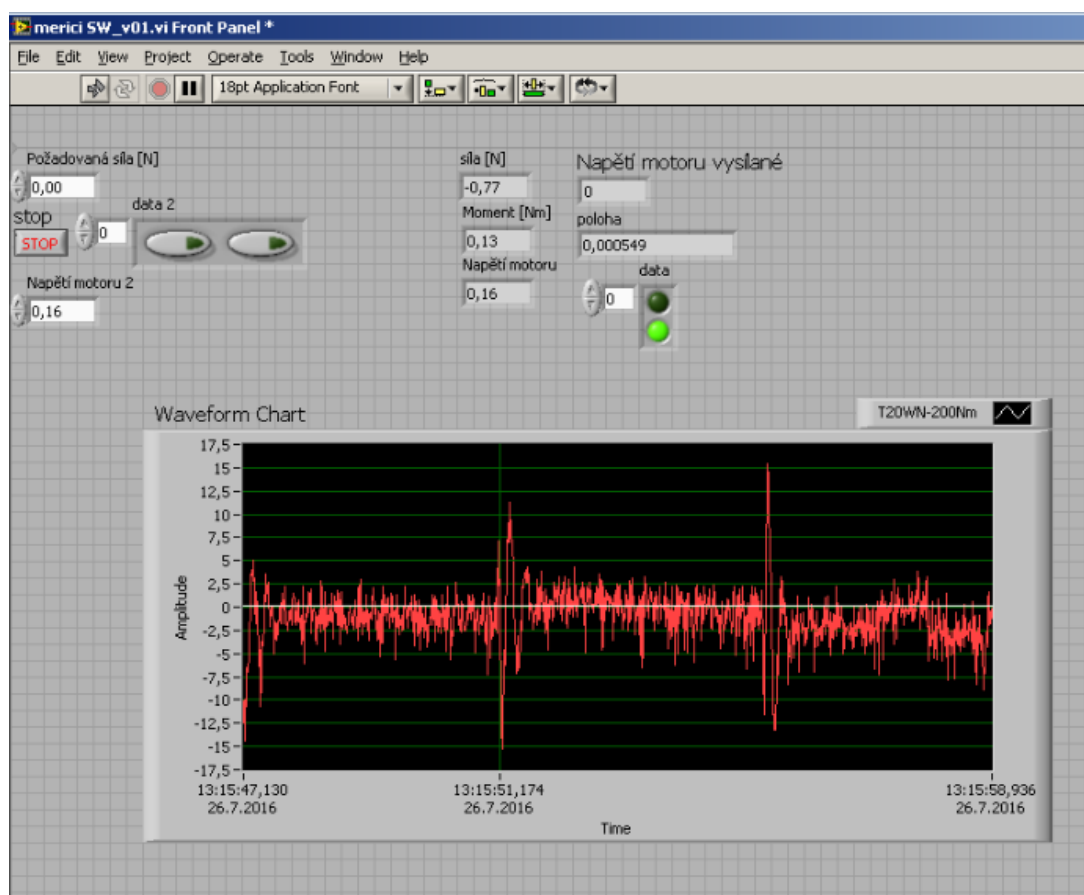 merici SW_v01.vi Front Panel *
File Edit View Project Operate Tools Window Help
18pt Application Font
Požadovaná síla [N]
0,00
stop
STOP
data 2
0
Napětí motoru 2
0,16
síla [N]
-0,77
Moment [Nm]
0,13
Napětí motoru
0,16
Napětí motoru vysílané
0
poloha
0,000549
data
0
Waveform Chart
T20WN-200Nm
17,5
15
12,5
10
7,5
5
2,5
0
-2,5
-5
-7,5
-10
-12,5
-15
-17,5
Amplitude
13:15:47,130
26.7.2016
13:15:51,174
26.7.2016
13:15:58,936
26.7.2016
Time